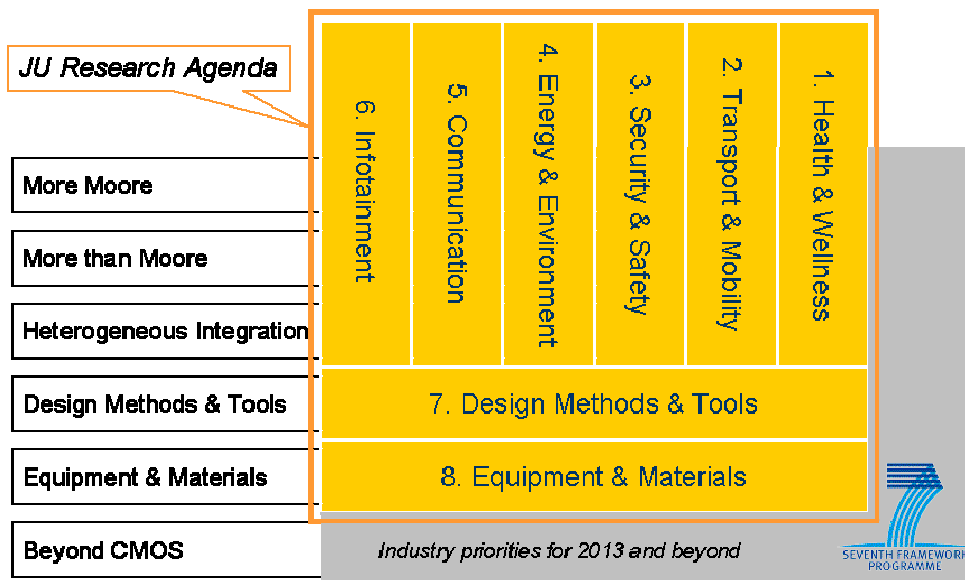 JU Research Agenda
6. Infotainment
5. Communication
4. Energy & Environment
3. Security & Safety
2. Transport & Mobility
1. Health & Wellness
More Moore
More than Moore
Heterogeneous Integration
Design Methods & Tools
7. Design Methods & Tools
Equipment & Materials
8. Equipment & Materials
Beyond CMOS
Industry priorities for 2013 and beyond
SEVENTH FRAMEWORK
PROGRAMME